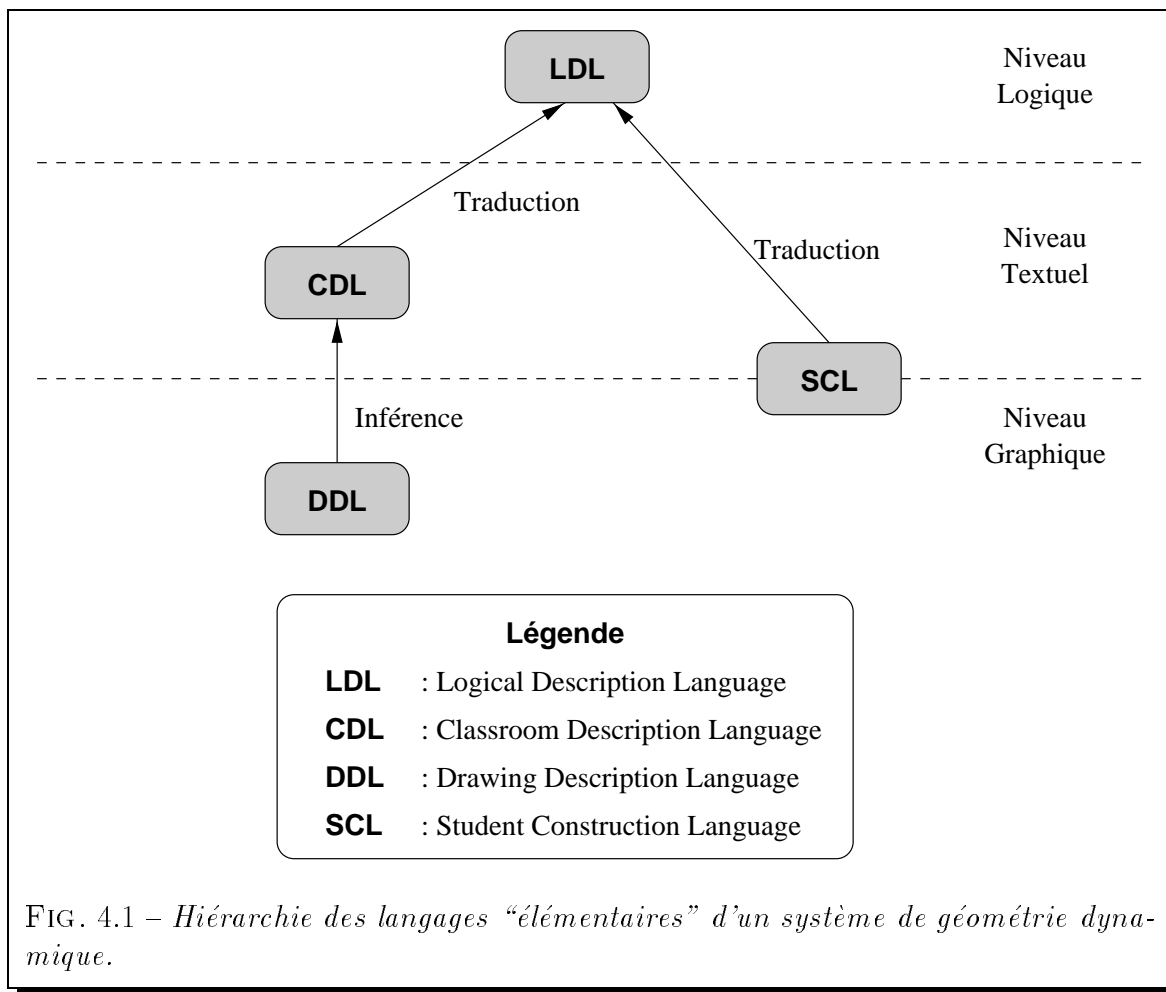 LDL
Niveau
Logique
Traduction
CDL
Traduction
Niveau
Textuel
SCL
Inférence
Niveau
Graphique
DDL
Légende
LDL : Logical Description Language
CDL : Classroom Description Language
DDL : Drawing Description Language
SCL : Student Construction Language
FIG. 4.1 – Hiérarchie des langages “élémentaires” d'un système de géométrie dyna-
mique.